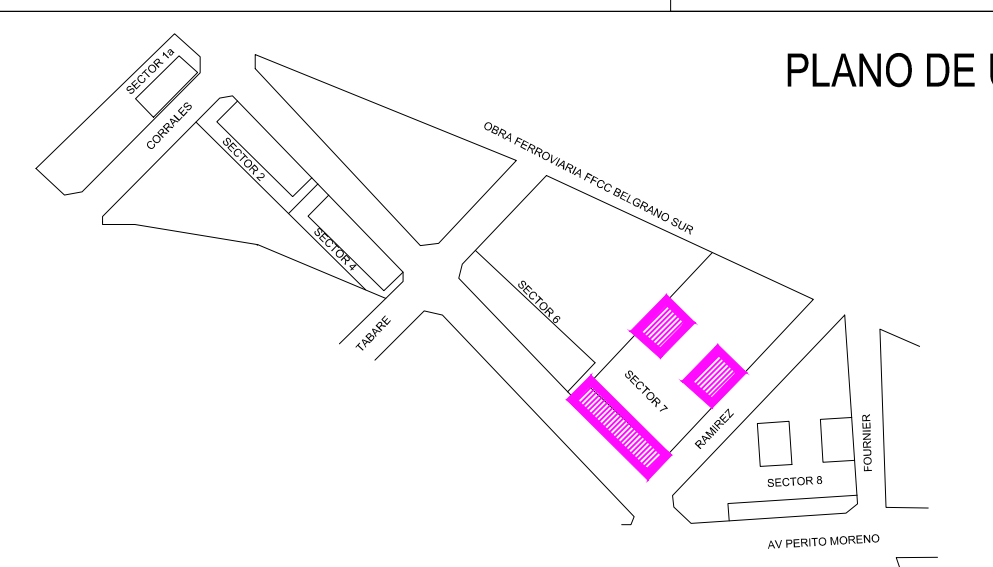 PLANO DE
SECTOR 1a
CORRALES
OBRA FERROVIARIA FFCC BELGRANO SUR
SECTOR 2
SECTOR 4
SECTOR 6
TABARE
SECTOR 7
RAMIREZ
FOURNIER
SECTOR 8
AV PERITO MORENO